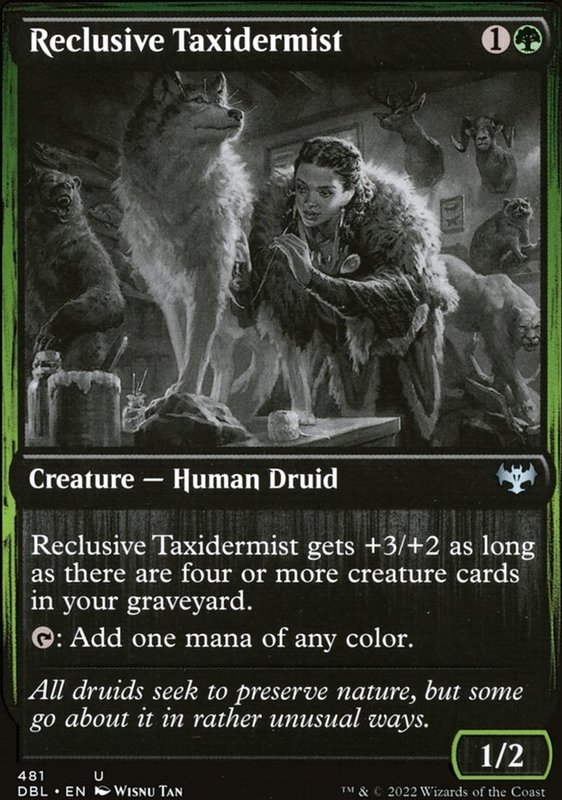 Reclusive Taxidermist 1
Creature — Human Druid
Reclusive Taxidermist gets +3/+2 as long
as there are four or more creature cards
in your graveyard.
: Add one mana of any color.
All druids seek to preserve nature, but some
go about it in rather unusual ways.
1/2
481 U
DBL • EN Wisnu Tan
™ & © 2022 Wizards of the Coast